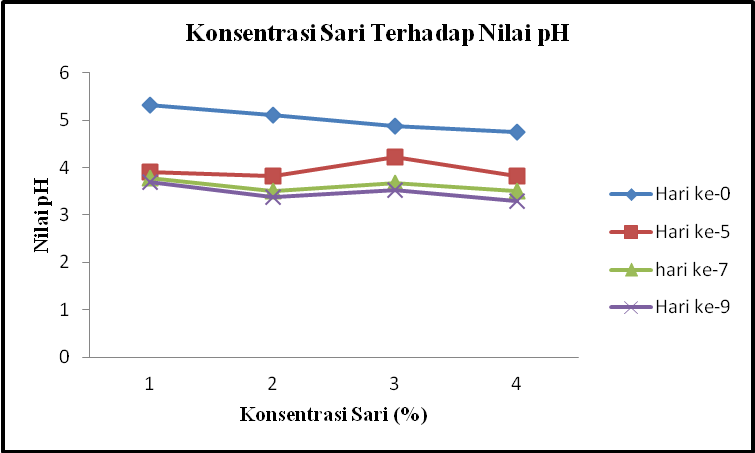 Konsentrasi Sari Terhadap Nilai pH
6
5
4
3
2
1
0
Nilai pH
1 2 3 4
Konsentrasi Sari (%)
Hari ke-0
Hari ke-5
hari ke-7
Hari ke-9